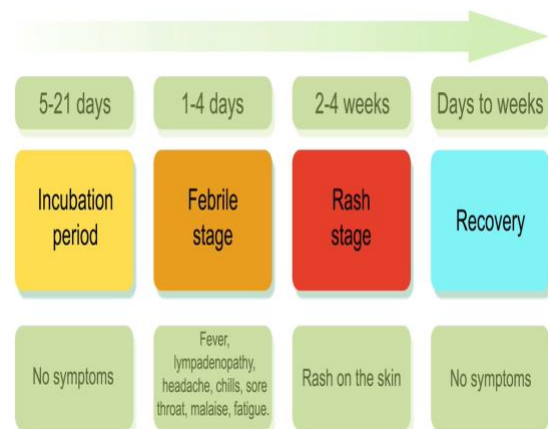 5-21 days
1-4 days
2-4 weeks
Days to weeks
Incubation
period
Febrile
stage
Rash
stage
Recovery
No symptoms
Fever,
lympadenopathy,
headache, chills, sore
throat, malaise, fatigue.
Rash on the skin
No symptoms